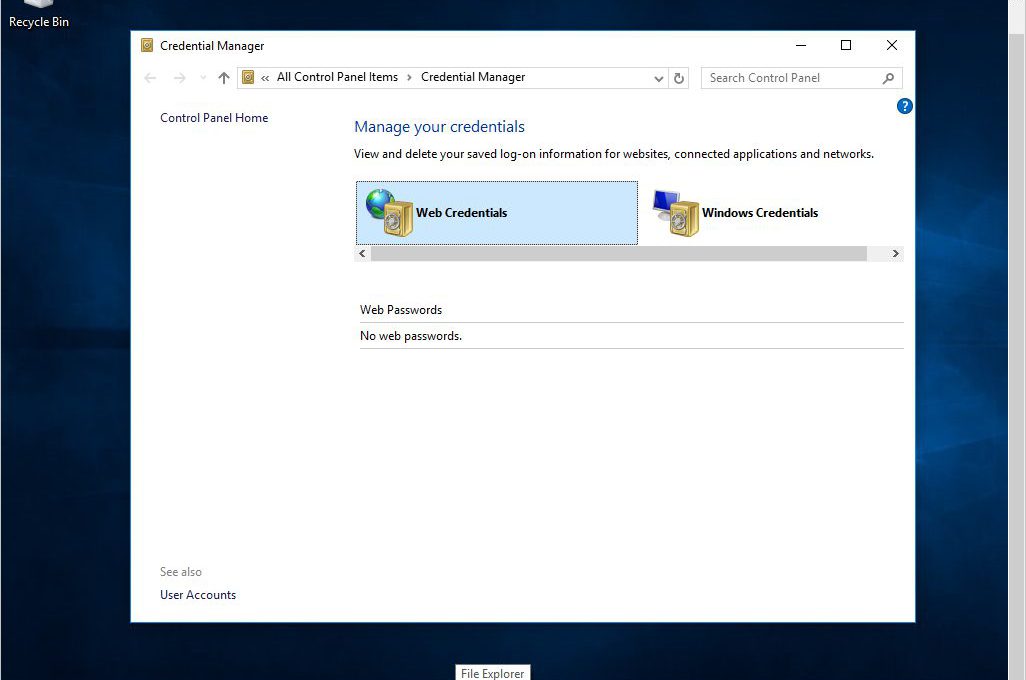 Recycle Bin
Credential Manager
« All Control Panel Items > Credential Manager
Search Control Panel
?
Control Panel Home
Manage your credentials
View and delete your saved log-on information for websites, connected applications and networks.
Web Credentials
Windows Credentials
Web Passwords
No web passwords.
See also
User Accounts
File Explorer